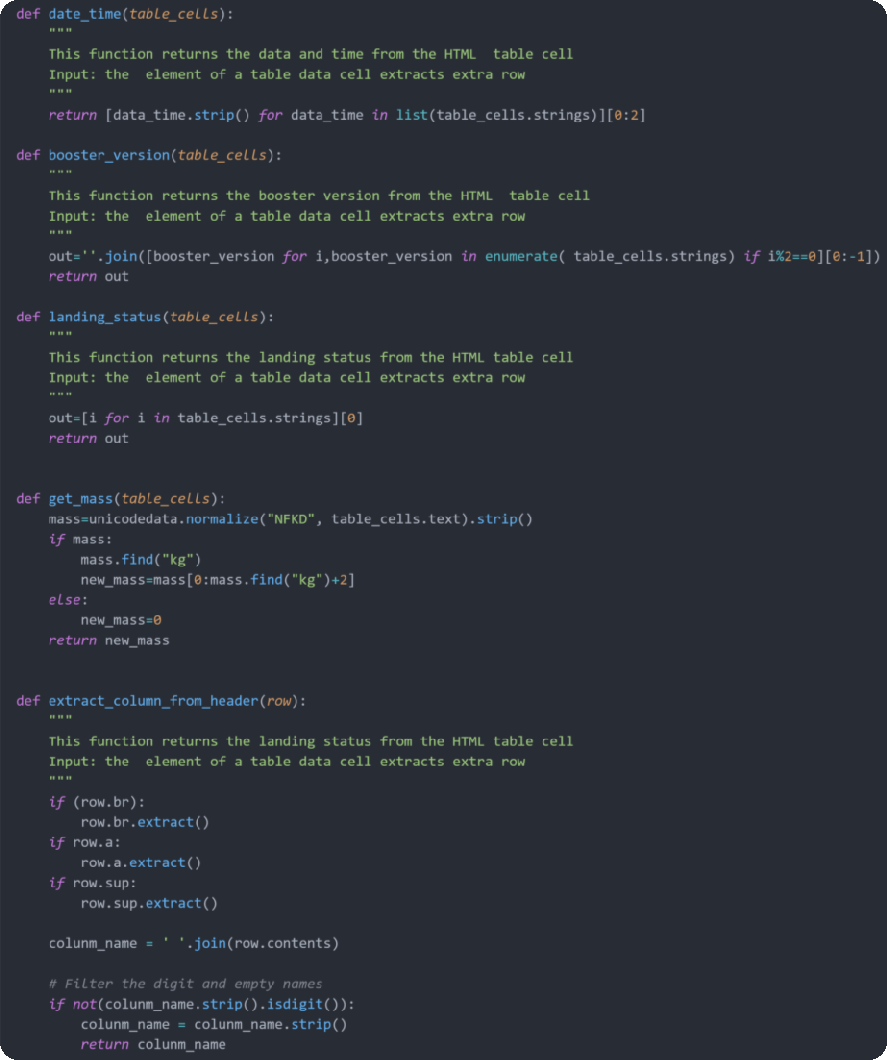 def date_time(table_cells):
    """
    This function returns the data and time from the HTML  table cell
    Input: the  element of a table data cell extracts extra row
    """
    return [data_time.strip() for data_time in list(table_cells.strings)][0:2]

def booster_version(table_cells):
    """
    This function returns the booster version from the HTML  table cell
    Input: the  element of a table data cell extracts extra row
    """
    out=''.join([booster_version for i,booster_version in enumerate( table_cells.strings) if i%2==0][0:-1])
    return out

def landing_status(table_cells):
    """
    This function returns the landing status from the HTML table cell
    Input: the  element of a table data cell extracts extra row
    """
    out=[i for i in table_cells.strings][0]
    return out


def get_mass(table_cells):
    mass=unicodedata.normalize("NFKD", table_cells.text).strip()
    if mass:
        mass.find("kg")
        new_mass=mass[0:mass.find("kg")+2]
    else:
        new_mass=0
    return new_mass


def extract_column_from_header(row):
    """
    This function returns the landing status from the HTML table cell
    Input: the  element of a table data cell extracts extra row
    """
    if (row.br):
        row.br.extract()
    if row.a:
        row.a.extract()
    if row.sup:
        row.sup.extract()

    colunm_name = ' '.join(row.contents)

    # Filter the digit and empty names
    if not(colunm_name.strip().isdigit()):
        colunm_name = colunm_name.strip()
        return colunm_name